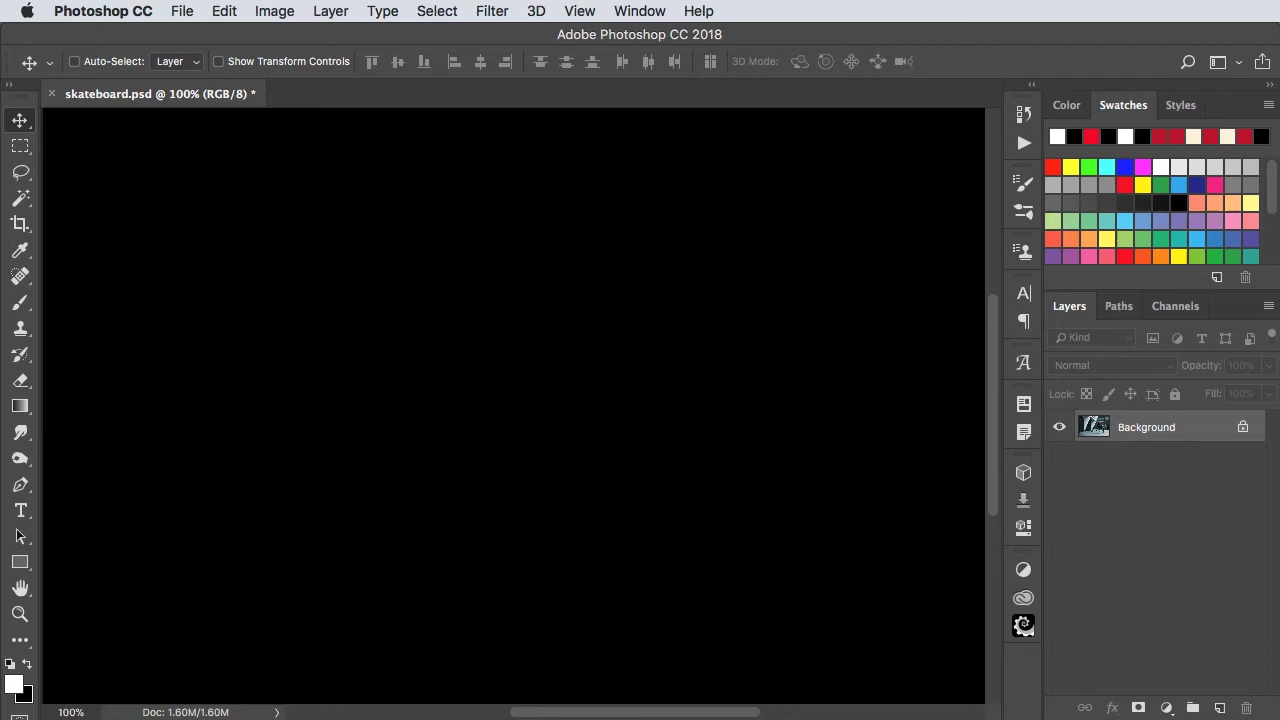 Photoshop CC File Edit Image Layer Type Select Filter 3D View Window Help
Adobe Photoshop CC 2018
Auto-Select: Layer Show Transform Controls 3D Mode:
skateboard.psd @ 100% (RGB/8) *
Color Swatches Styles
Layers Paths Channels
Kind
Normal Opacity: 100%
Lock: Fill: 100%
Background
100% Doc: 1.60M/1.60M